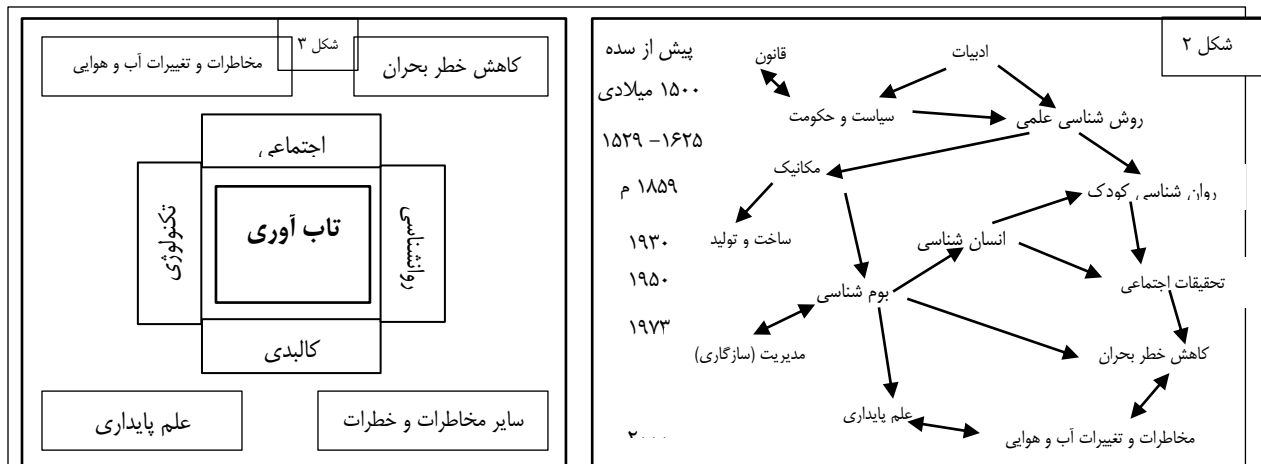 شکل ۲
پیش از سده
۱۵۰۰ میلادی
۱۵۲۹– ۱۶۲۵
۱۸۵۹ م
۱۹۳۰
۱۹۵۰
۱۹۷۳
۲۰۰۰
ادبیات
قانون
سیاست و حکومت
روش شناسی علمی
مکانیک
روان شناسی کودک
ساخت و تولید
انسان شناسی
تحقیقات اجتماعی
بوم شناسی
مدیریت (سازگاری)
کاهش خطر بحران
علم پایداری
مخاطرات و تغییرات آب و هوایی
شکل ۳
کاهش خطر بحران
مخاطرات و تغییرات آب و هوایی
اجتماعی
روانشناسی
تاب آوری
تکنولوژی
کالبدی
سایر مخاطرات و خطرات
علم پایداری